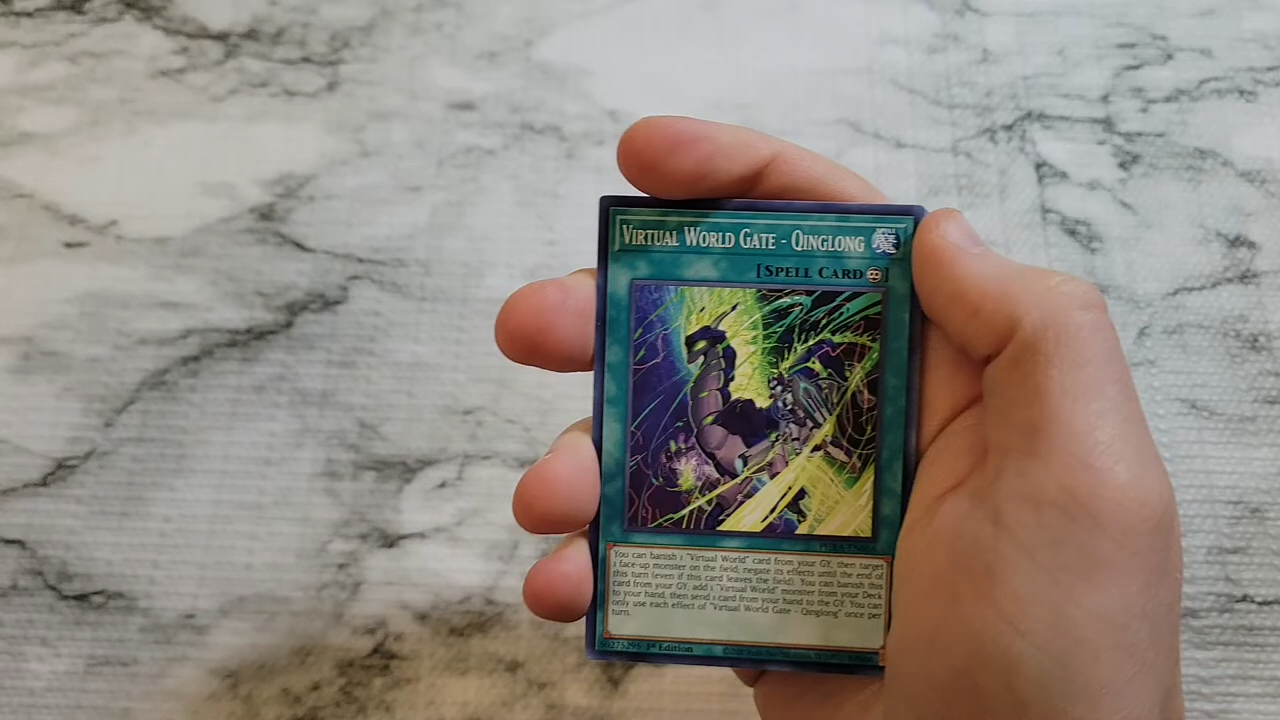 VIRTUAL WORLD GATE - QINGLONG
SPELL
魔
[SPELL CARD ]
You can banish 1 "Virtual World" card from your GY, then target
1 face-up monster on the field; negate its effects until the end of
this turn (even if this card leaves the field). You can banish this
card from your GY; add 1 "Virtual World" monster from your Deck
to your hand, then send 1 card from your hand to the GY. You can
only use each effect of "Virtual World Gate - Qinglong" once per
turn.
50275295 1st Edition